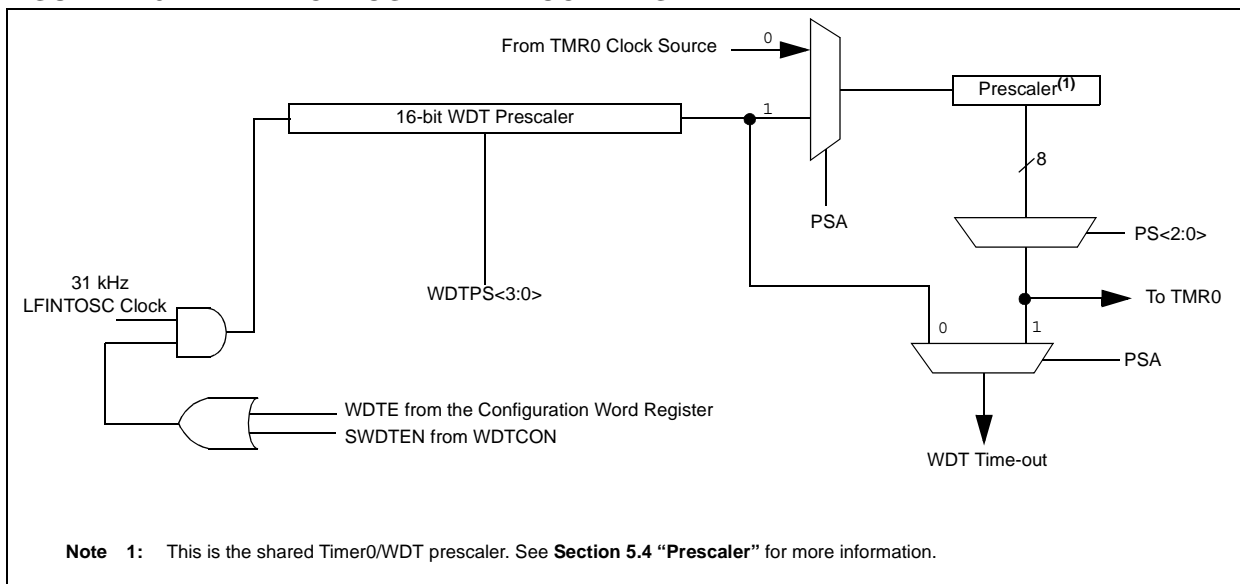 From TMR0 Clock Source
0
Prescaler(1)
16-bit WDT Prescaler
1
8
PSA
PS<2:0>
31 kHz
LFINTOSC Clock
WDTPS<3:0>
To TMR0
0
1
PSA
WDTE from the Configuration Word Register
SWDTEN from WDTCON
WDT Time-out
Note 1: This is the shared Timer0/WDT prescaler. See Section 5.4 “Prescaler” for more information.